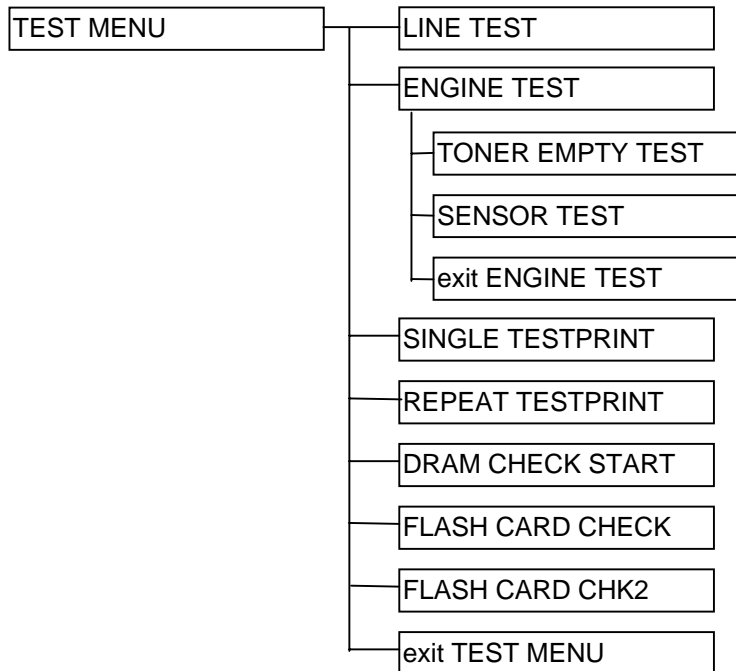 TEST MENU
LINE TEST
ENGINE TEST
TONER EMPTY TEST
SENSOR TEST
exit ENGINE TEST
SINGLE TESTPRINT
REPEAT TESTPRINT
DRAM CHECK START
FLASH CARD CHECK
FLASH CARD CHK2
exit TEST MENU